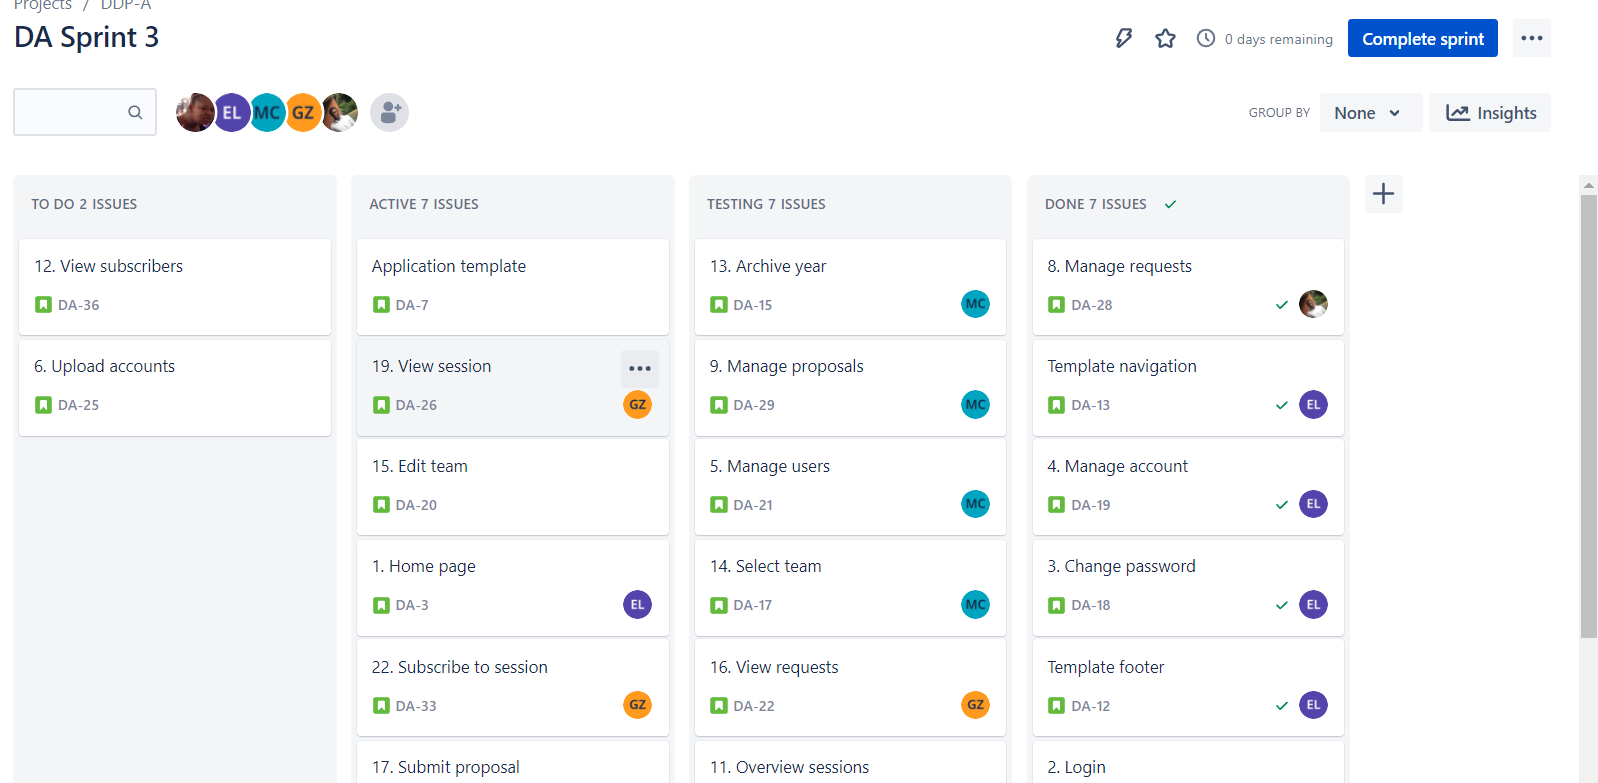 Projects / DDP-A
DA Sprint 3
0 days remaining
Complete sprint
EL
MC
GZ
GROUP BY
None
Insights
TO DO 2 ISSUES
12. View subscribers
DA-36
6. Upload accounts
DA-25
ACTIVE 7 ISSUES
Application template
DA-7
19. View session
DA-26
GZ
15. Edit team
DA-20
1. Home page
DA-3
EL
22. Subscribe to session
DA-33
GZ
17. Submit proposal
TESTING 7 ISSUES
13. Archive year
DA-15
MC
9. Manage proposals
DA-29
MC
5. Manage users
DA-21
MC
14. Select team
DA-17
MC
16. View requests
DA-22
GZ
11. Overview sessions
DONE 7 ISSUES
8. Manage requests
DA-28
Template navigation
DA-13
EL
4. Manage account
DA-19
EL
3. Change password
DA-18
EL
Template footer
DA-12
EL
2. Login